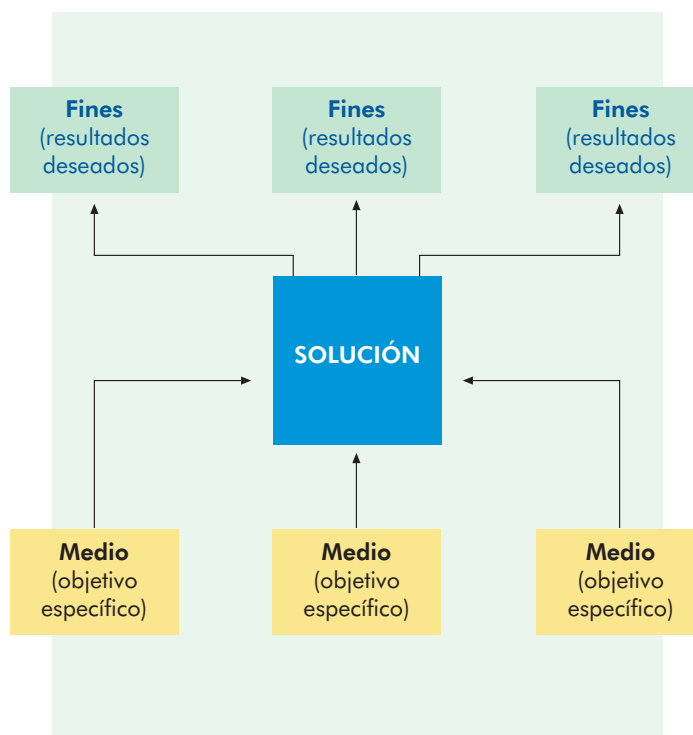 Fines
(resultados
deseados)
Fines
(resultados
deseados)
Fines
(resultados
deseados)
SOLUCIÓN
Medio
(objetivo
específico)
Medio
(objetivo
específico)
Medio
(objetivo
específico)